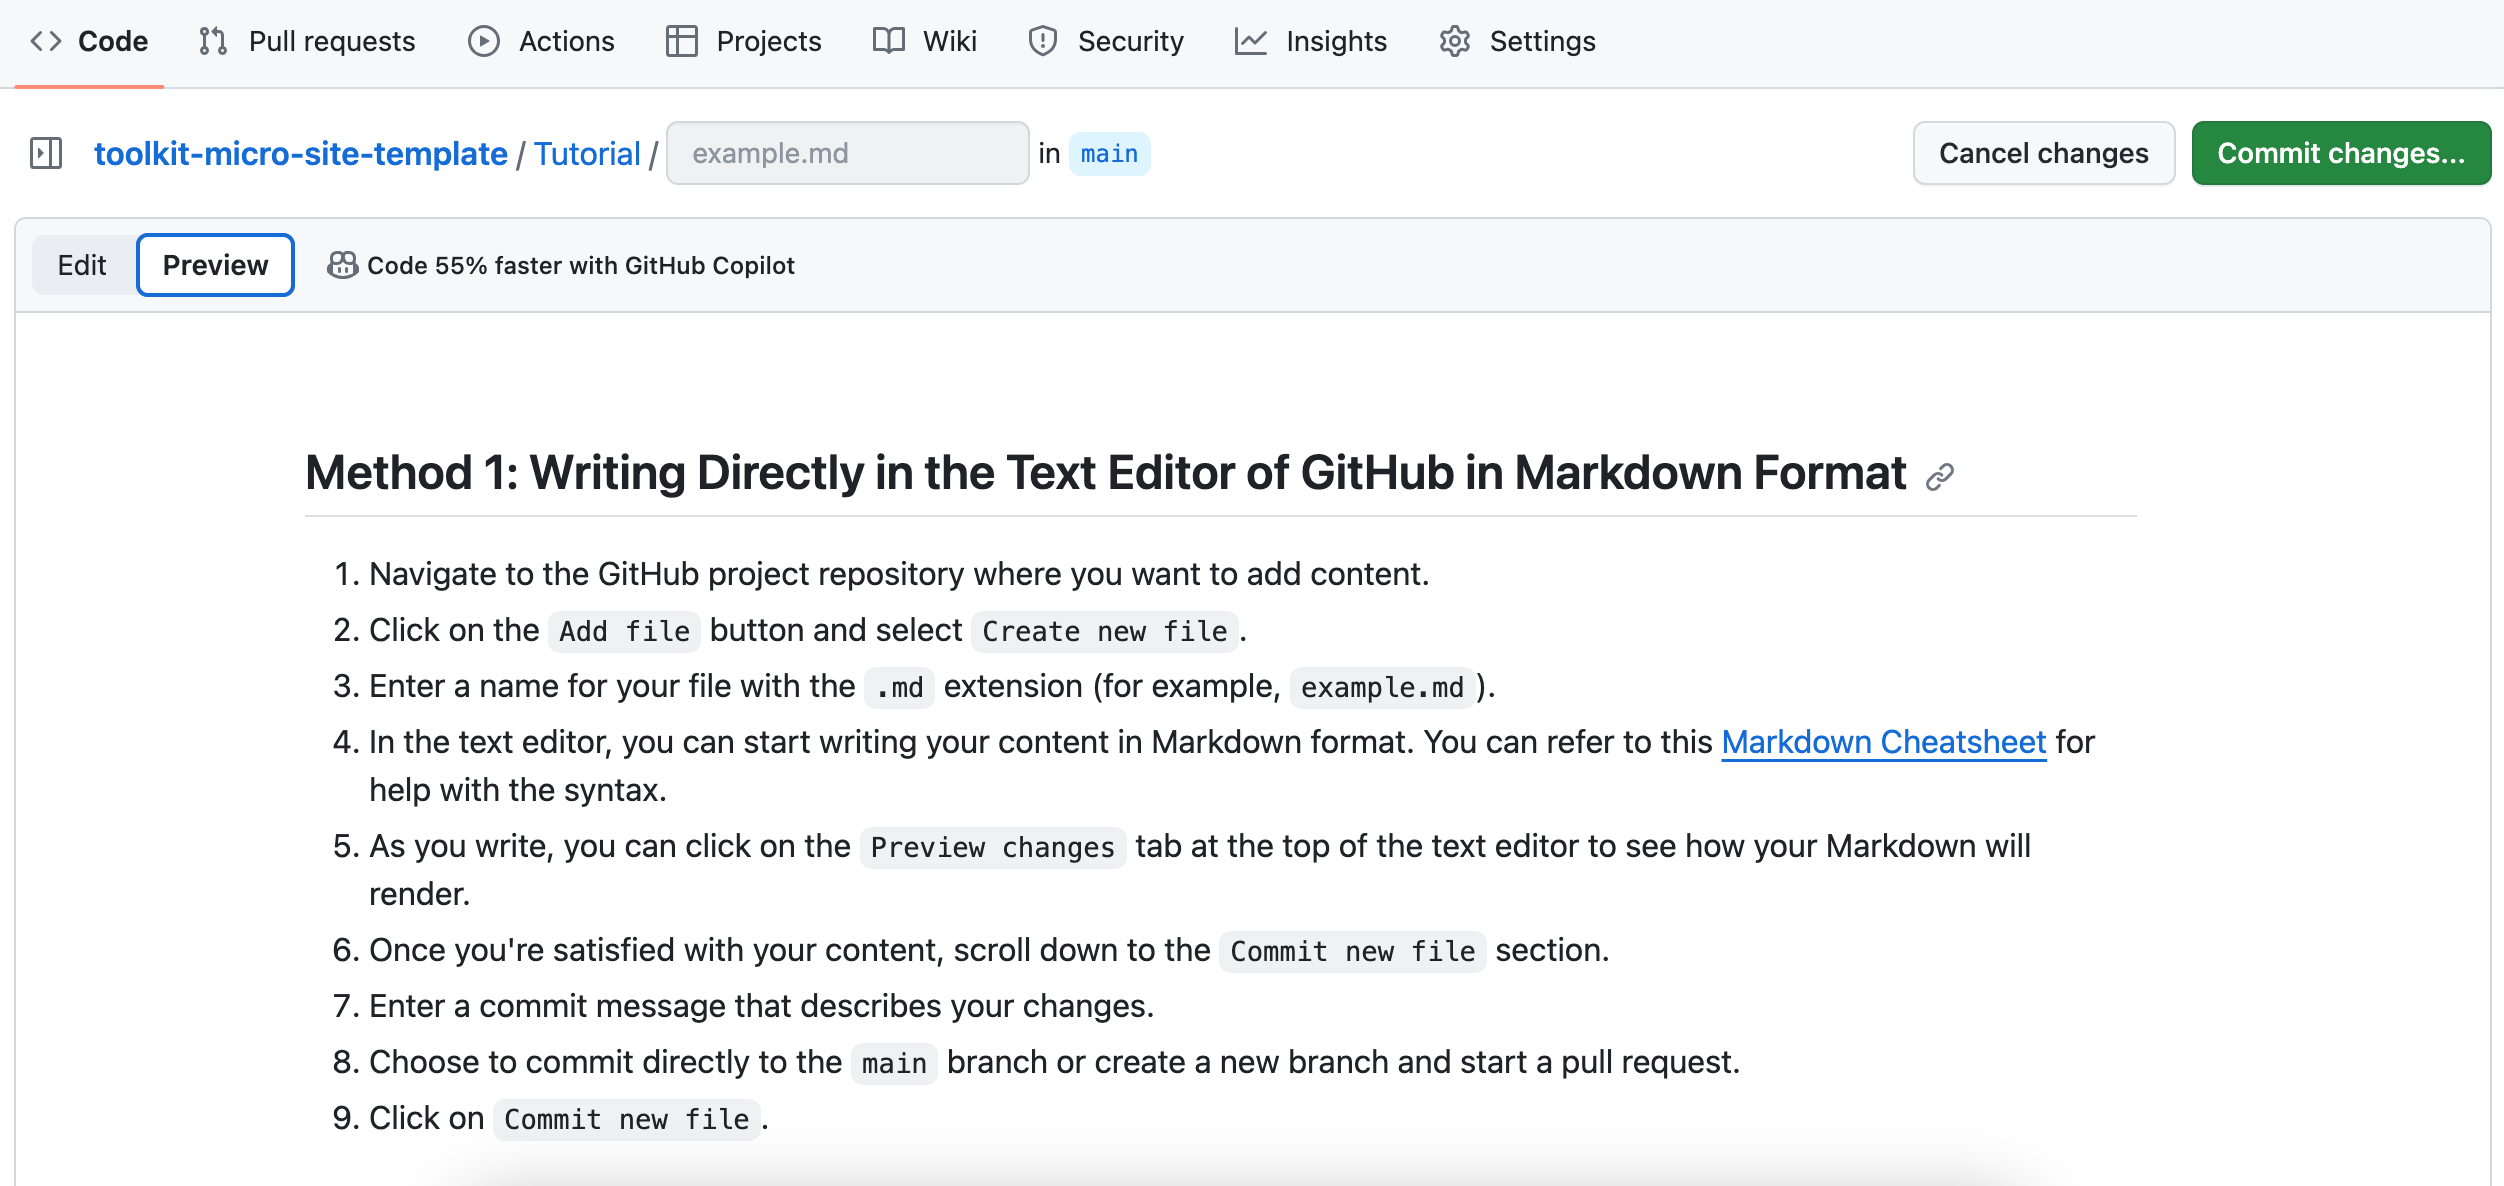 Code Pull requests Actions Projects Wiki Security Insights Settings
toolkit-micro-site-template / Tutorial / example.md in main Cancel changes Commit changes...
Edit Preview Code 55% faster with GitHub Copilot
Method 1: Writing Directly in the Text Editor of GitHub in Markdown Format
1. Navigate to the GitHub project repository where you want to add content.
2. Click on the Add file button and select Create new file.
3. Enter a name for your file with the .md extension (for example, example.md).
4. In the text editor, you can start writing your content in Markdown format. You can refer to this Markdown Cheatsheet for
help with the syntax.
5. As you write, you can click on the Preview changes tab at the top of the text editor to see how your Markdown will
render.
6. Once you're satisfied with your content, scroll down to the Commit new file section.
7. Enter a commit message that describes your changes.
8. Choose to commit directly to the main branch or create a new branch and start a pull request.
9. Click on Commit new file.